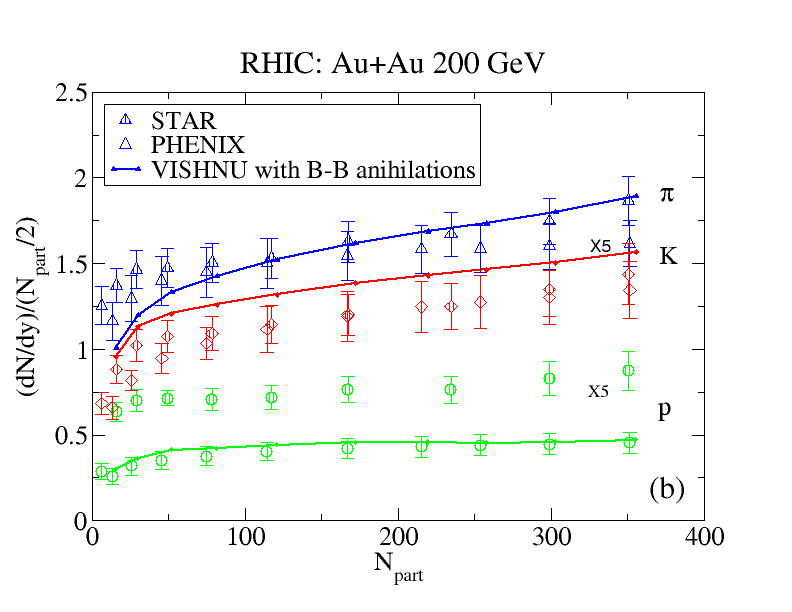 RHIC: Au+Au 200 GeV
2.5
STAR
PHENIX
VISHNU with B-B anihilations
2
π
X5
K
1.5
(dN/dy)/(N_part/2)
1
X5
p
0.5
(b)
0
0 100 200 300 400
N_part